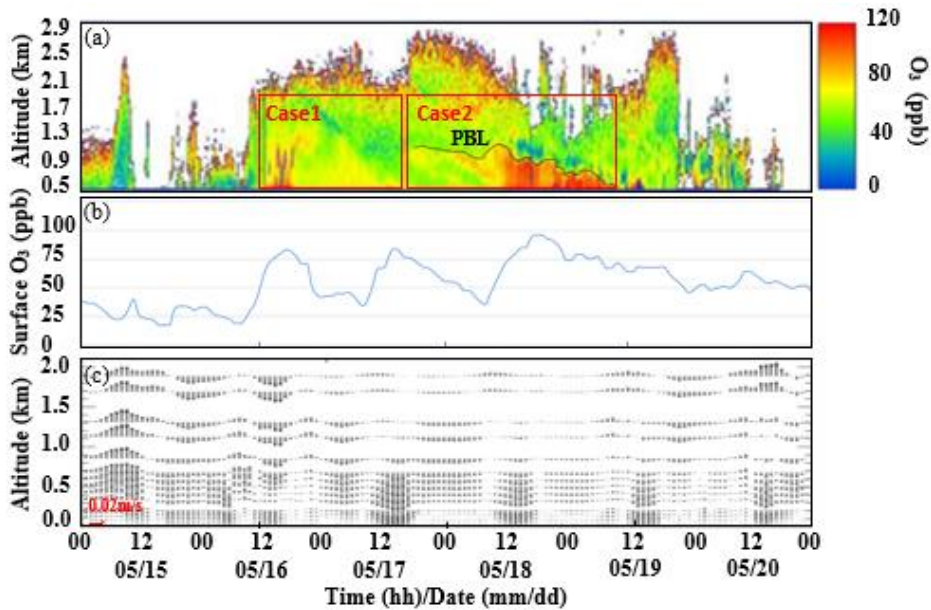 (a)
Altitude (km)
2.9
2.5
2.1
1.7
1.3
0.9
0.5
Case1
Case2
PBL
120
80
40
0
O₃ (ppb)
(b)
Surface O₃ (ppb)
100
75
50
25
0
(c)
Altitude (km)
2.0
1.5
1.0
0.5
0.0
0.02m/s
00 12 00 12 00 12 00 12 00 12 00 12 00
05/15 05/16 05/17 05/18 05/19 05/20
Time (hh)/Date (mm/dd)